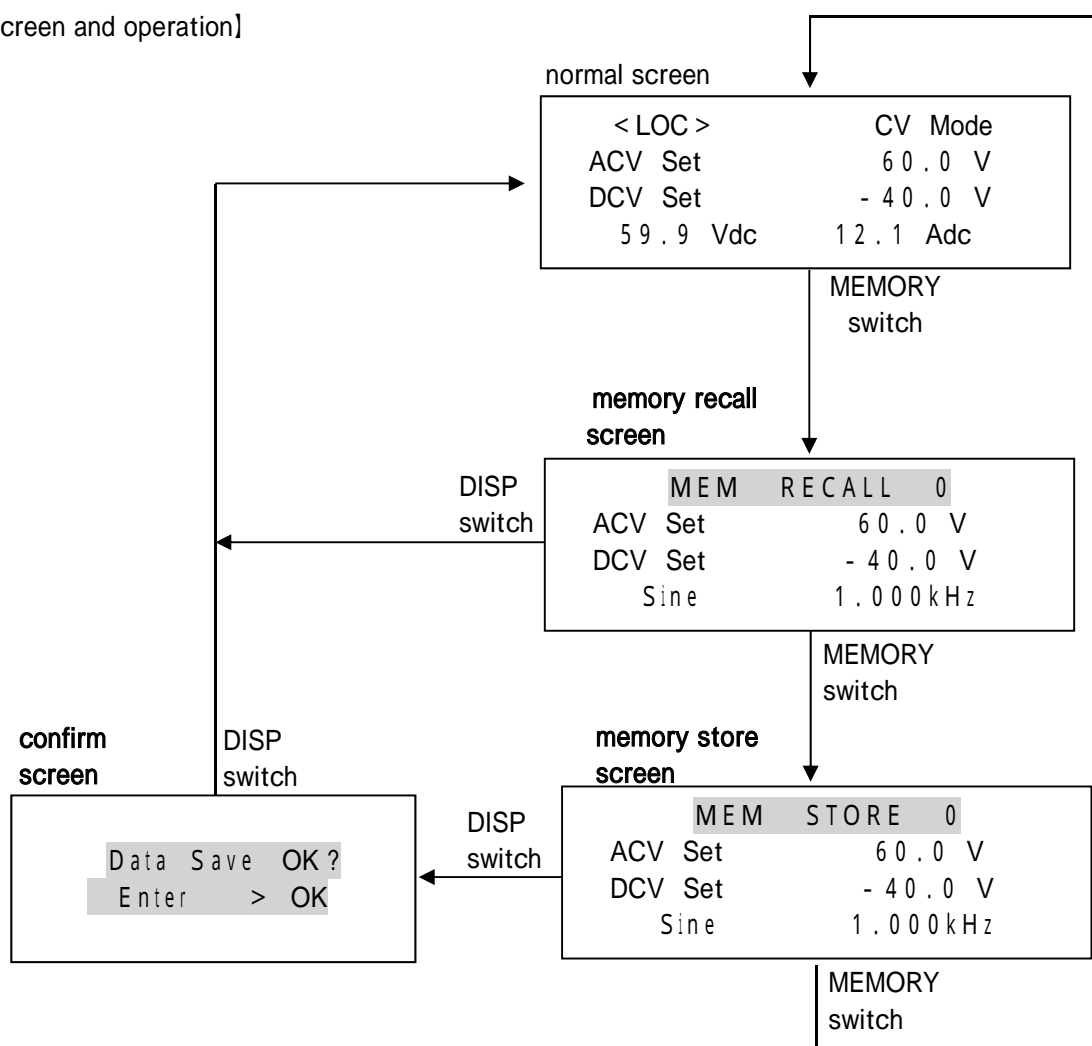 creen and operation】
normal screen
<LOC> CV Mode
ACV Set 60.0 V
DCV Set -40.0 V
59.9 Vdc 12.1 Adc
MEMORY
switch
memory recall
screen
DISP
switch
MEM RECALL 0
ACV Set 60.0 V
DCV Set -40.0 V
Sine 1.000kHz
MEMORY
switch
confirm
screen
DISP
switch
memory store
screen
Data Save OK?
Enter > OK
DISP
switch
MEM STORE 0
ACV Set 60.0 V
DCV Set -40.0 V
Sine 1.000kHz
MEMORY
switch